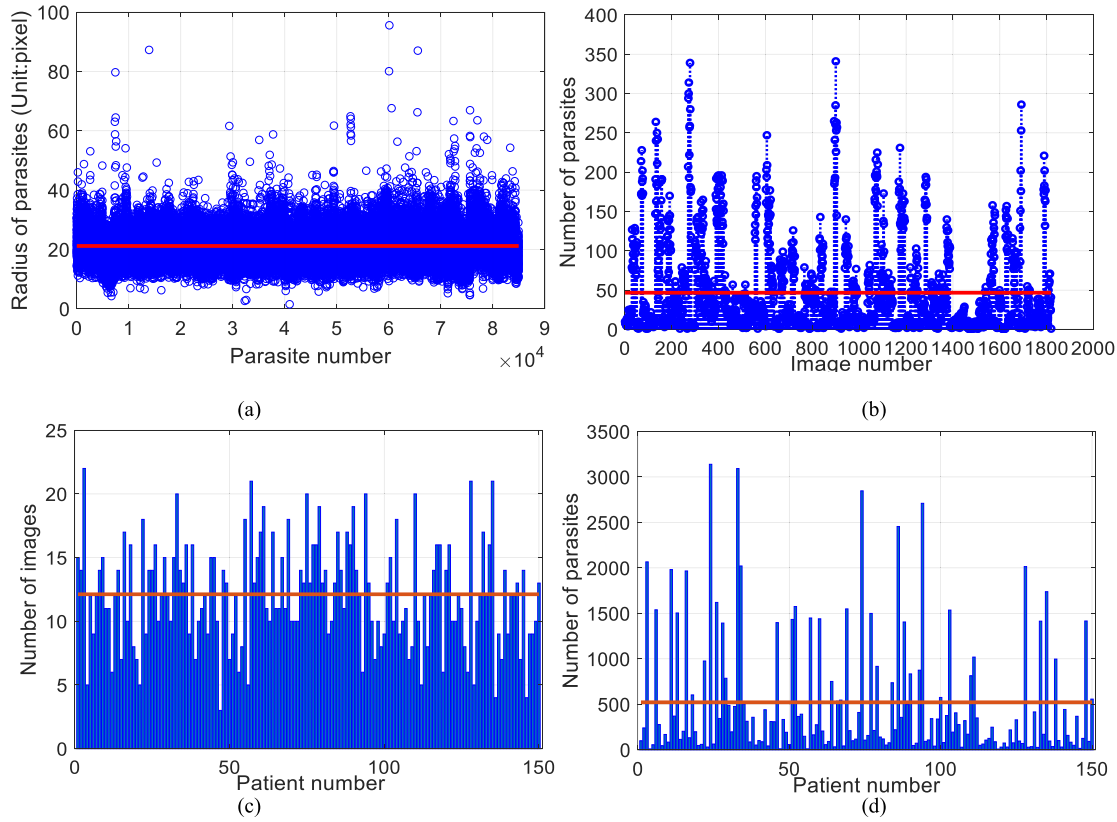 100
80
60
40
20
0
Radius of parasites (Unit:pixel)
0 1 2 3 4 5 6 7 8 9
Parasite number
×10⁴
(a)
400
350
300
250
200
150
100
50
0
Number of parasites
0 200 400 600 800 1000 1200 1400 1600 1800 2000
Image number
(b)
25
20
15
10
5
0
Number of images
0 50 100 150
Patient number
(c)
3500
3000
2500
2000
1500
1000
500
0
Number of parasites
0 50 100 150
Patient number
(d)